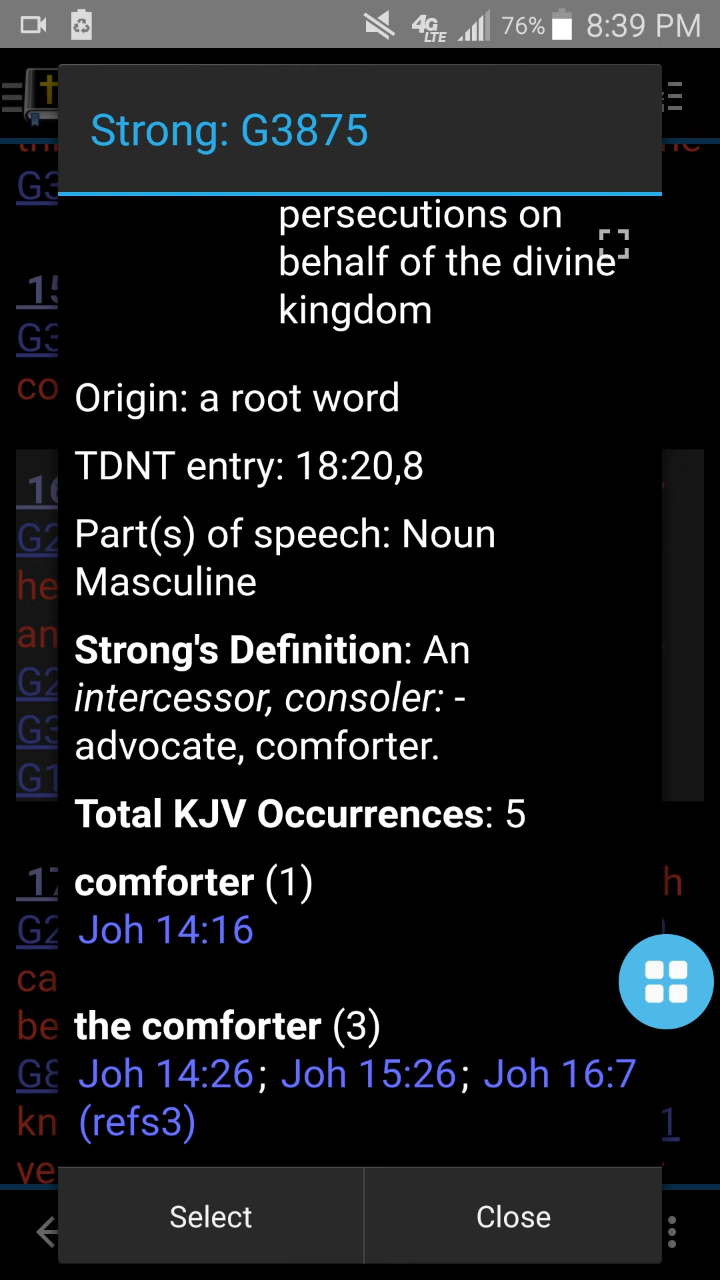 4G LTE 76% 8:39 PM
Strong: G3875
persecutions on
behalf of the divine
kingdom
Origin: a root word
TDNT entry: 18:20,8
Part(s) of speech: Noun
Masculine
Strong's Definition: An
intercessor, consoler: -
advocate, comforter.
Total KJV Occurrences: 5
comforter (1)
Joh 14:16
the comforter (3)
Joh 14:26; Joh 15:26; Joh 16:7
(refs3)
Select Close